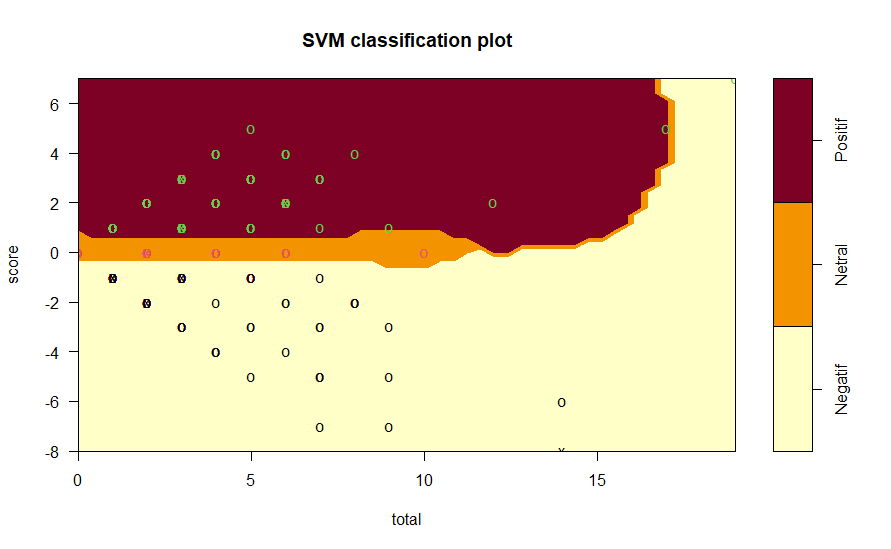 SVM classification plot
6
4
2
0
-2
-4
-6
-8
0
5
10
15
total
score
Positif
Netral
Negatif